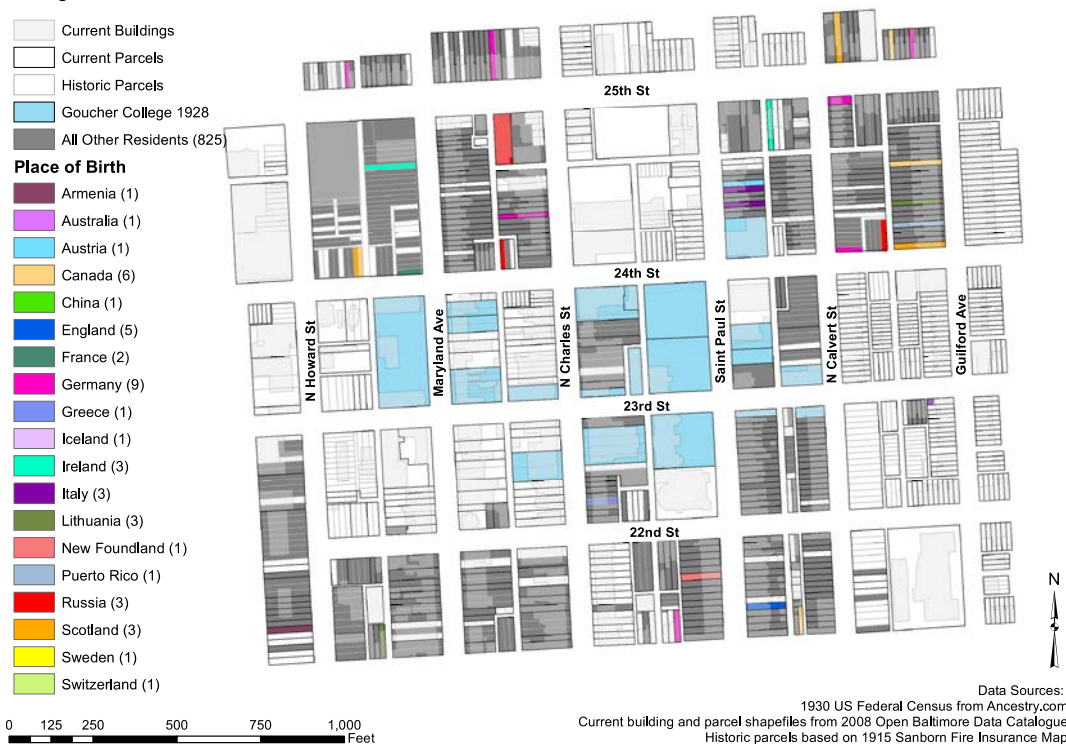 Current Buildings
Current Parcels
Historic Parcels
Goucher College 1928
All Other Residents (825)
Place of Birth
Armenia (1)
Australia (1)
Austria (1)
Canada (6)
China (1)
England (5)
France (2)
Germany (9)
Greece (1)
Iceland (1)
Ireland (3)
Italy (3)
Lithuania (3)
New Foundland (1)
Puerto Rico (1)
Russia (3)
Scotland (3)
Sweden (1)
Switzerland (1)
25th St
24th St
N Howard St
Maryland Ave
N Charles St
Saint Paul St
N Calvert St
Guilford Ave
23rd St
22nd St
N
0 125 250 500 750 1,000
Feet
Data Sources:
1930 US Federal Census from Ancestry.com
Current building and parcel shapefiles from 2008 Open Baltimore Data Catalogue
Historic parcels based on 1915 Sanborn Fire Insurance Map